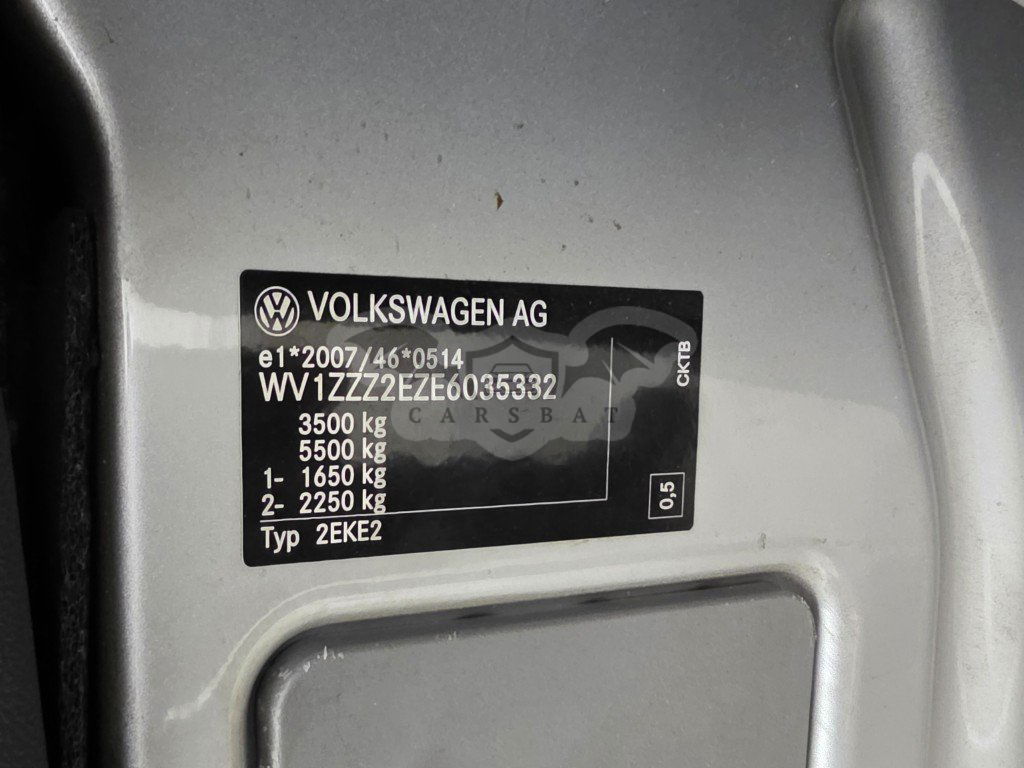 VOLKSWAGEN AG
e1*2007/46*0514
WV1ZZZ2EZE6035332
3500 kg
5500 kg
1- 1650 kg
2- 2250 kg
Typ 2EKE2
CKTB
0,5
CARSBAT